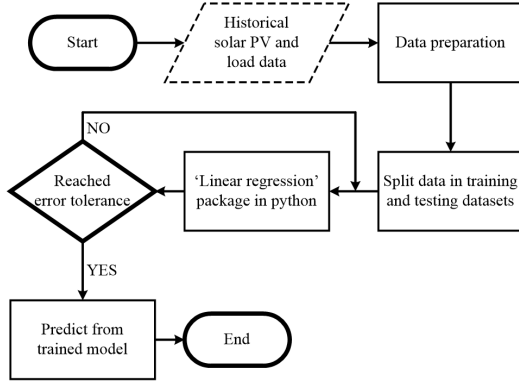 Start
Historical
solar PV and
load data
Data preparation
NO
Reached
error tolerance
‘Linear regression’
package in python
Split data in training
and testing datasets
YES
Predict from
trained model
End